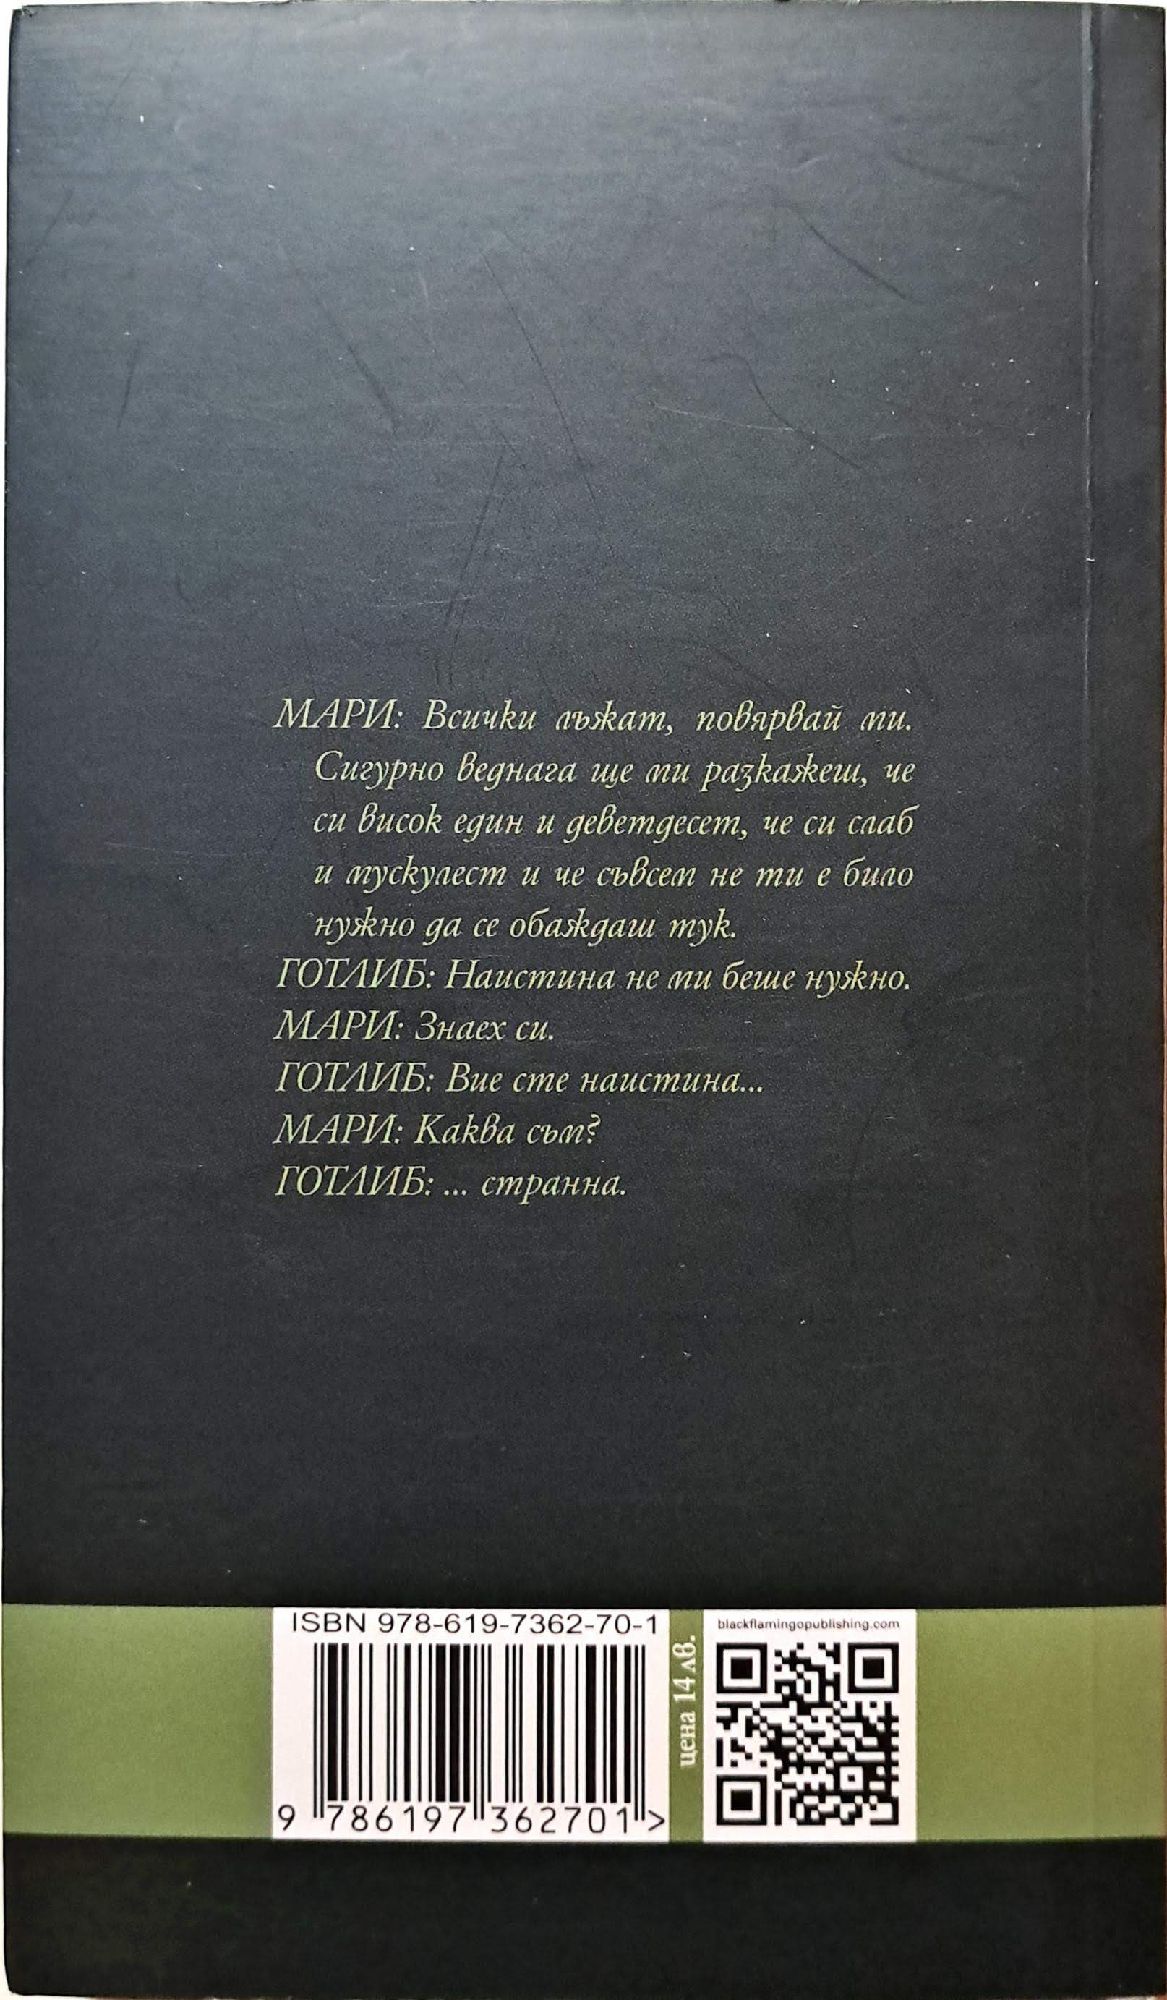 МАРИ: Всички лъжат, повярвай ми.
Сигурно веднага ще ми разкажеш, че
си висок един и деветдесет, че си слаб
и мускулест и че съвсем не ти е било
нужно да се обаждаш тук.
ГОТЛИБ: Наистина не ми беше нужно.
МАРИ: Знаех си.
ГОТЛИБ: Вие сте наистина...
МАРИ: Каква съм?
ГОТЛИБ: ... странна.
ISBN 978-619-7362-70-1
9 786197 362701 >
цена 14 лв.
blackflamingopublishing.com